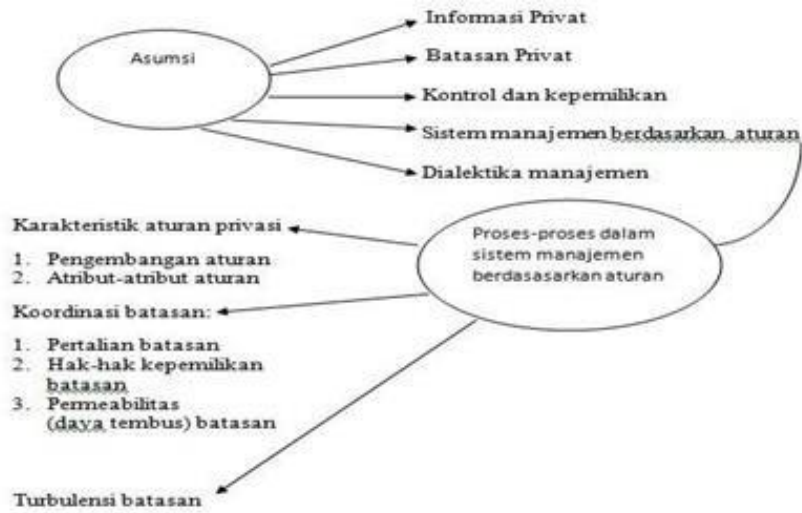 Asumsi
Informasi Privat
Batasan Privat
Kontrol dan kepemilikan
Sistem manajemen berdasarkan aturan
Dialektika manajemen
Proses-proses dalam
sistem manajemen
berdasasarkan aturan
Karakteristik aturan privasi
1. Pengembangan aturan
2. Atribut-atribut aturan
Koordinasi batasan:
1. Pertalian batasan
2. Hak-hak kepemilikan
batasan
3. Permeabilitas
(daya tembus) batasan
Turbulensi batasan